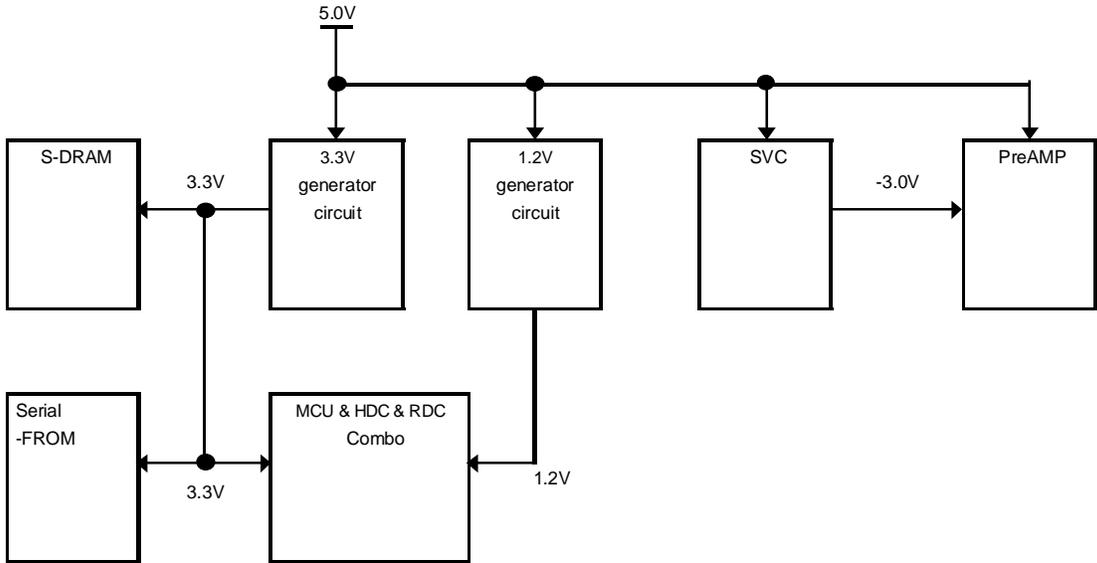 5.0V
S-DRAM
3.3V
3.3V
generator
circuit
1.2V
generator
circuit
SVC
-3.0V
PreAMP
Serial
-FROM
3.3V
MCU & HDC & RDC
Combo
1.2V